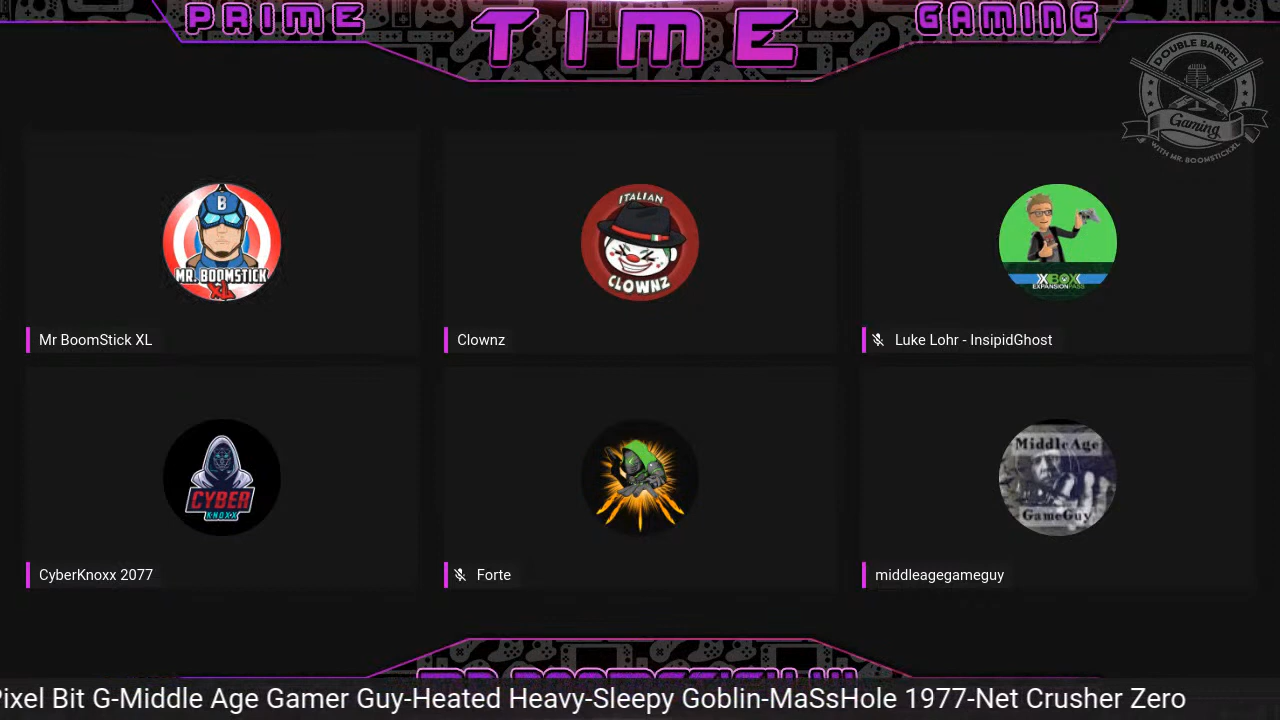 PRIME
TIME
GAMING
DOUBLE BARREL
Gaming
WITH MR. BOOMSTICKXL
B
MR. BOOMSTICK
XL
ITALIAN
CLOWNZ
XBOX
EXPANSIONPASS
Mr BoomStick XL
Clownz
Luke Lohr - InsipidGhost
CYBER
KNOXX
Middle Age
GameGuy
CyberKnoxx 2077
Forte
middleagegameguy
Pixel Bit G-Middle Age Gamer Guy-Heated Heavy-Sleepy Goblin-MaSsHole 1977-Net Crusher Zero